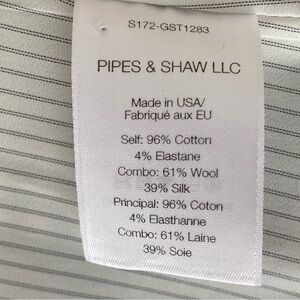 S172-GST1283
PIPES & SHAW LLC
Made in USA/
Fabriqué aux EU
Self: 96% Cotton
4% Elastane
Combo: 61% Wool
39% Silk
Principal: 96% Coton
4% Elasthanne
Combo: 61% Laine
39% Soie